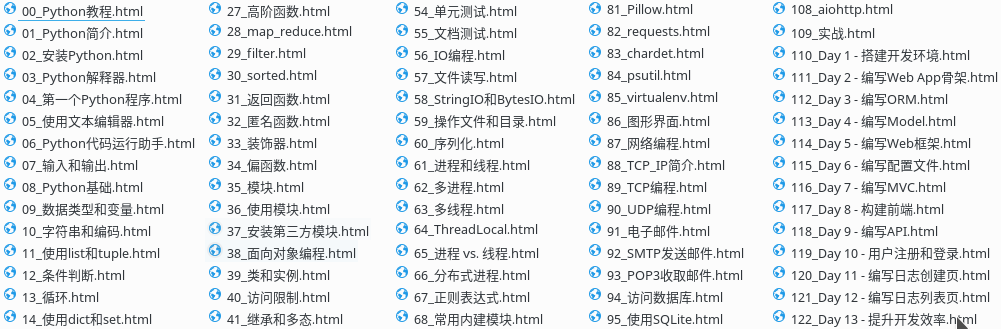 00_Python教程.html
01_Python简介.html
02_安装Python.html
03_Python解释器.html
04_第一个Python程序.html
05_使用文本编辑器.html
06_Python代码运行助手.html
07_输入和输出.html
08_Python基础.html
09_数据类型和变量.html
10_字符串和编码.html
11_使用list和tuple.html
12_条件判断.html
13_循环.html
14_使用dict和set.html
27_高阶函数.html
28_map_reduce.html
29_filter.html
30_sorted.html
31_返回函数.html
32_匿名函数.html
33_装饰器.html
34_偏函数.html
35_模块.html
36_使用模块.html
37_安装第三方模块.html
38_面向对象编程.html
39_类和实例.html
40_访问限制.html
41_继承和多态.html
54_单元测试.html
55_文档测试.html
56_IO编程.html
57_文件读写.html
58_StringIO和BytesIO.html
59_操作文件和目录.html
60_序列化.html
61_进程和线程.html
62_多进程.html
63_多线程.html
64_ThreadLocal.html
65_进程 vs. 线程.html
66_分布式进程.html
67_正则表达式.html
68_常用内建模块.html
81_Pillow.html
82_requests.html
83_chardet.html
84_psutil.html
85_virtualenv.html
86_图形界面.html
87_网络编程.html
88_TCP_IP简介.html
89_TCP编程.html
90_UDP编程.html
91_电子邮件.html
92_SMTP发送邮件.html
93_POP3收取邮件.html
94_访问数据库.html
95_使用SQLite.html
108_aiohttp.html
109_实战.html
110_Day 1 - 搭建开发环境.html
111_Day 2 - 编写Web App骨架.html
112_Day 3 - 编写ORM.html
113_Day 4 - 编写Model.html
114_Day 5 - 编写Web框架.html
115_Day 6 - 编写配置文件.html
116_Day 7 - 编写MVC.html
117_Day 8 - 构建前端.html
118_Day 9 - 编写API.html
119_Day 10 - 用户注册和登录.html
120_Day 11 - 编写日志创建页.html
121_Day 12 - 编写日志列表页.html
122_Day 13 - 提升开发效率.html